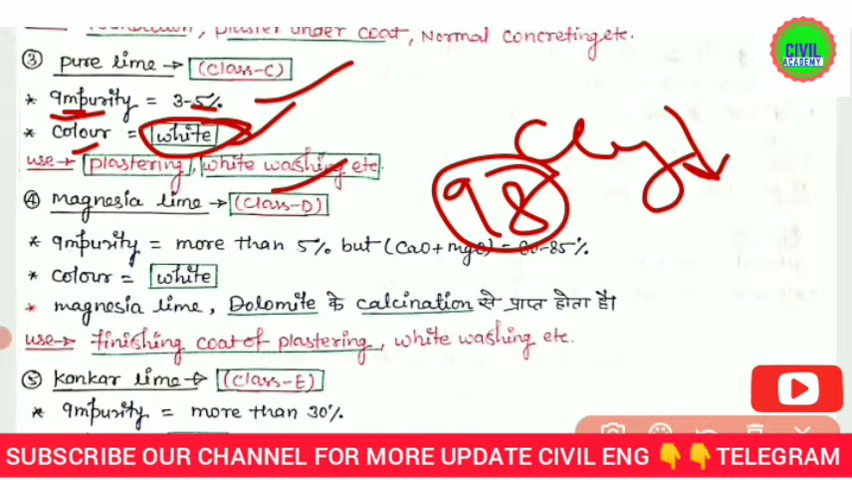 foundation, plaster under coat, Normal concreting etc.
CIVIL
ACADEMY
③ pure lime → (Class-C)
* Impurity = 3-5%
* Colour = white
use → plastering, white washing etc.
Clay ↓
98
④ magnesia lime → (Class-D)
* Impurity = more than 5% but (CaO+MgO) = 80-85%
* Colour = white
* magnesia lime, Dolomite के calcination से प्राप्त होता है।
use → finishing coat of plastering, white washing etc.
⑤ Kankar lime → (Class-E)
* Impurity = more than 30%
SUBSCRIBE OUR CHANNEL FOR MORE UPDATE CIVIL ENG 👇👇 TELEGRAM